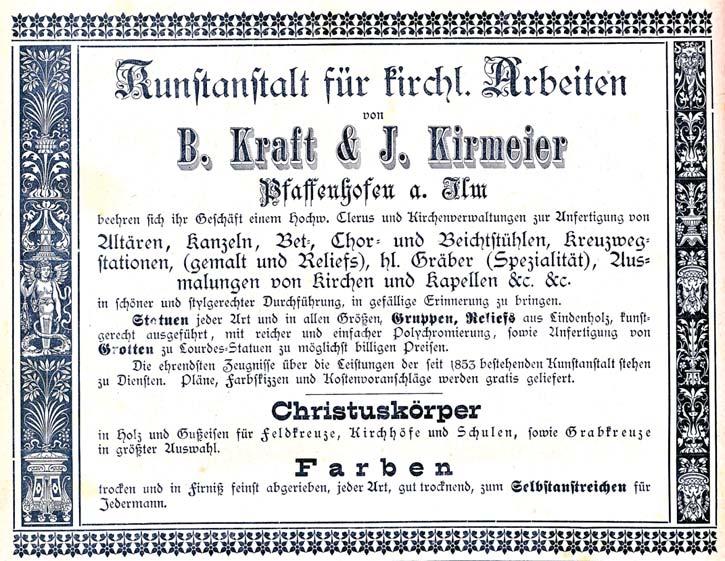 Kunstanstalt für kirchl. Arbeiten
von
B. Kraft & J. Kirmeier
Pfaffenhofen a. Ilm
beehren sich ihr Geschäft einem Hochw. Clerus und Kirchenverwaltungen zur Anfertigung von
Altären, Kanzeln, Bet-, Chor- und Beichtstühlen, Kreuzweg-
stationen, (gemalt und Reliefs), hl. Gräber (Spezialität), Aus-
malungen von Kirchen und Kapellen &c. &c.
in schöner und stylgerechter Durchführung, in gefällige Erinnerung zu bringen.
Statuen jeder Art und in allen Größen, Gruppen, Reliefs aus Lindenholz, kunst-
gerecht ausgeführt, mit reicher und einfacher Polychromierung, sowie Anfertigung von
Grotten zu Lourdes-Statuen zu möglichst billigen Preisen.
Die ehrendsten Zeugnisse über die Leistungen der seit 1853 bestehenden Kunstanstalt stehen
zu Diensten. Pläne, Farbskizzen und Kostenvoranschläge werden gratis geliefert.
Christuskörper
in Holz und Gußeisen für Feldkreuze, Kirchhöfe und Schulen, sowie Grabkreuze
in größter Auswahl.
Farben
trocken und in Firniß feinst abgerieben, jeder Art, gut trocknend, zum Selbstanstreichen für
Jedermann.